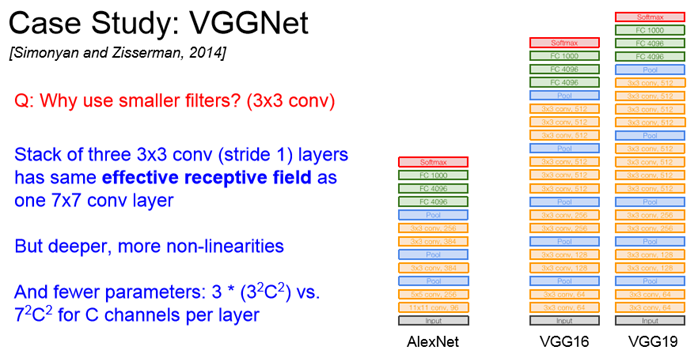 Case Study: VGGNet
[Simonyan and Zisserman, 2014]
Q: Why use smaller filters? (3x3 conv)
Stack of three 3x3 conv (stride 1) layers
has same effective receptive field as
one 7x7 conv layer
But deeper, more non-linearities
And fewer parameters: 3 * (3²C²) vs.
7²C² for C channels per layer
Softmax
FC 1000
FC 4096
FC 4096
Pool
3x3 conv, 256
3x3 conv, 384
Pool
3x3 conv, 384
Pool
5x5 conv, 256
11x11 conv, 96
Input
AlexNet
Softmax
FC 1000
FC 4096
FC 4096
Pool
3x3 conv, 512
3x3 conv, 512
3x3 conv, 512
Pool
3x3 conv, 512
3x3 conv, 512
3x3 conv, 512
Pool
3x3 conv, 256
3x3 conv, 256
Pool
3x3 conv, 128
3x3 conv, 128
Pool
3x3 conv, 64
3x3 conv, 64
Input
VGG16
Softmax
FC 1000
FC 4096
FC 4096
Pool
3x3 conv, 512
3x3 conv, 512
3x3 conv, 512
3x3 conv, 512
Pool
3x3 conv, 512
3x3 conv, 512
3x3 conv, 512
3x3 conv, 512
Pool
3x3 conv, 256
3x3 conv, 256
Pool
3x3 conv, 128
3x3 conv, 128
Pool
3x3 conv, 64
3x3 conv, 64
Input
VGG19